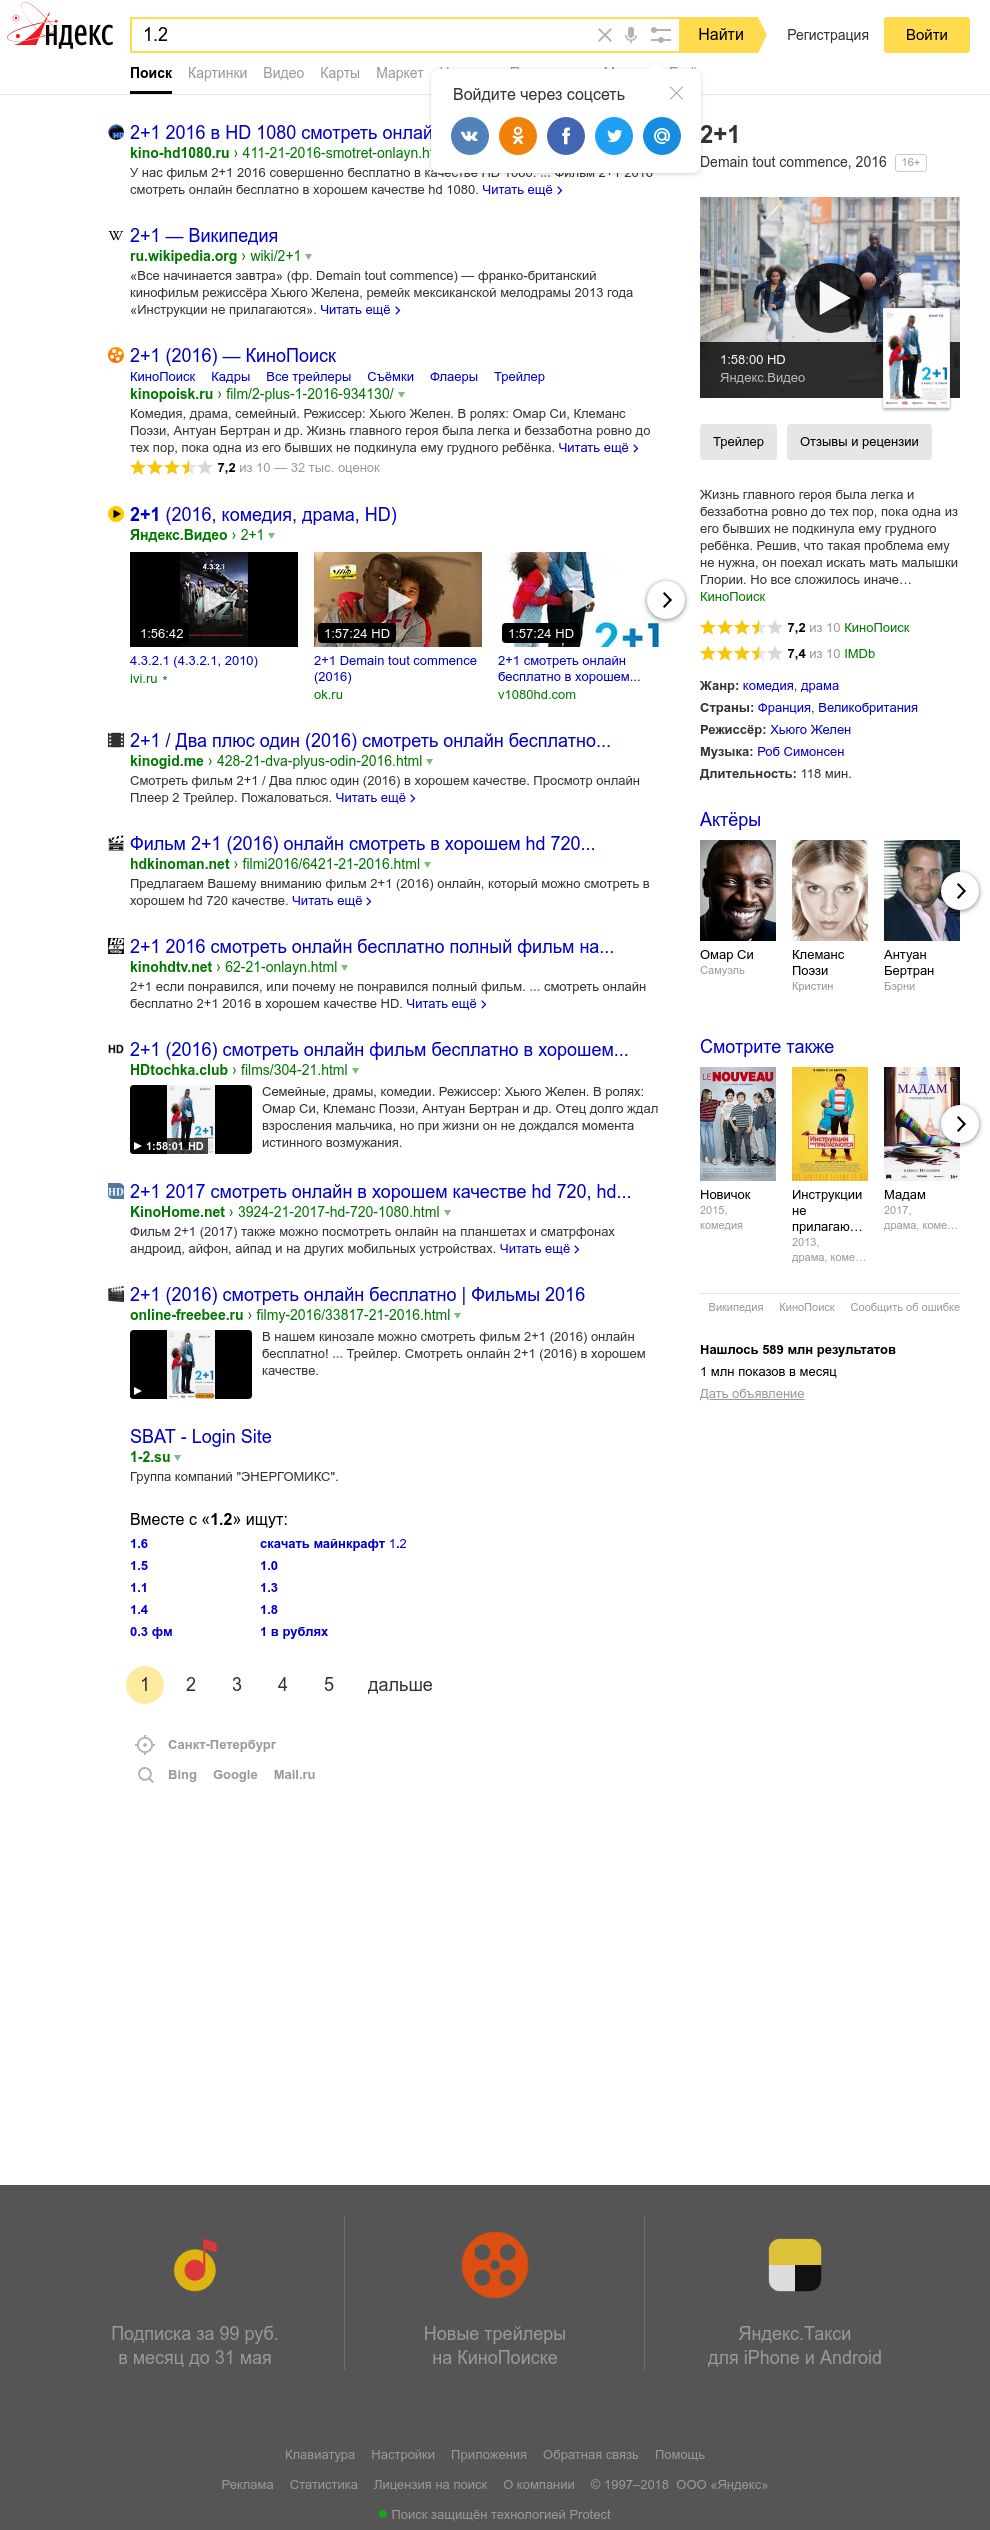 Яндекс
1.2
Найти
Регистрация
Войти
Поиск Картинки Видео Карты Маркет
Войдите через соцсеть
2+1 2016 в HD 1080 смотреть онлай
kino-hd1080.ru › 411-21-2016-smotret-onlayn.ht
У нас фильм 2+1 2016 совершенно бесплатно в качестве HD 1080. ... Фильм 2+1 2016
смотреть онлайн бесплатно в хорошем качестве hd 1080. Читать ещё
2+1 — Википедия
ru.wikipedia.org › wiki/2+1
«Все начинается завтра» (фр. Demain tout commence) — франко-британский
кинофильм режиссёра Хьюго Желена, ремейк мексиканской мелодрамы 2013 года
«Инструкции не прилагаются». Читать ещё
2+1 (2016) — КиноПоиск
КиноПоиск Кадры Все трейлеры Съёмки Флаеры Трейлер
kinopoisk.ru › film/2-plus-1-2016-934130/
Комедия, драма, семейный. Режиссер: Хьюго Желен. В ролях: Омар Си, Клеманс
Поэзи, Антуан Бертран и др. Жизнь главного героя была легка и беззаботна ровно до
тех пор, пока одна из его бывших не подкинула ему грудного ребёнка. Читать ещё
7,2 из 10 — 32 тыс. оценок
2+1 (2016, комедия, драма, HD)
Яндекс.Видео › 2+1
4.3.2.1
1:56:42
1:57:24 HD
1:57:24 HD
2+1
4.3.2.1 (4.3.2.1, 2010)
ivi.ru *
2+1 Demain tout commence
(2016)
ok.ru
2+1 смотреть онлайн
бесплатно в хорошем...
v1080hd.com
2+1 / Два плюс один (2016) смотреть онлайн бесплатно...
kinogid.me › 428-21-dva-plyus-odin-2016.html
Смотреть фильм 2+1 / Два плюс один (2016) в хорошем качестве. Просмотр онлайн
Плеер 2 Трейлер. Пожаловаться. Читать ещё
Фильм 2+1 (2016) онлайн смотреть в хорошем hd 720...
hdkinoman.net › filmi2016/6421-21-2016.html
Предлагаем Вашему вниманию фильм 2+1 (2016) онлайн, который можно смотреть в
хорошем hd 720 качестве. Читать ещё
2+1 2016 смотреть онлайн бесплатно полный фильм на...
kinohdtv.net › 62-21-onlayn.html
2+1 если понравился, или почему не понравился полный фильм. ... смотреть онлайн
бесплатно 2+1 2016 в хорошем качестве HD. Читать ещё
HD
2+1 (2016) смотреть онлайн фильм бесплатно в хорошем...
HDtochka.club › films/304-21.html
2+1
1:58:01 HD
Семейные, драмы, комедии. Режиссер: Хьюго Желен. В ролях:
Омар Си, Клеманс Поэзи, Антуан Бертран и др. Отец долго ждал
взросления мальчика, но при жизни он не дождался момента
истинного возмужания.
HD
2+1 2017 смотреть онлайн в хорошем качестве hd 720, hd...
KinoHome.net › 3924-21-2017-hd-720-1080.html
Фильм 2+1 (2017) также можно посмотреть онлайн на планшетах и сматрфонах
андроид, айфон, айпад и на других мобильных устройствах. Читать ещё
2+1 (2016) смотреть онлайн бесплатно | Фильмы 2016
online-freebee.ru › filmy-2016/33817-21-2016.html
2+1
В нашем кинозале можно смотреть фильм 2+1 (2016) онлайн
бесплатно! ... Трейлер. Смотреть онлайн 2+1 (2016) в хорошем
качестве.
SBAT - Login Site
1-2.su
Группа компаний "ЭНЕРГОМИКС".
Вместе с «1.2» ищут:
1.6 скачать майнкрафт 1.2
1.5 1.0
1.1 1.3
1.4 1.8
0.3 фм 1 в рублях
1 2 3 4 5 дальше
Санкт-Петербург
Bing Google Mail.ru
2+1
Demain tout commence, 2016 16+
1:58:00 HD
Яндекс.Видео
ОМАР СИ
2+1
Трейлер
Отзывы и рецензии
Жизнь главного героя была легка и
беззаботна ровно до тех пор, пока одна из
его бывших не подкинула ему грудного
ребёнка. Решив, что такая проблема ему
не нужна, он поехал искать мать малышки
Глории. Но все сложилось иначе…
КиноПоиск
7,2 из 10 КиноПоиск
7,4 из 10 IMDb
Жанр: комедия, драма
Страны: Франция, Великобритания
Режиссёр: Хьюго Желен
Музыка: Роб Симонсен
Длительность: 118 мин.
Актёры
Омар Си
Самуэль
Клеманс
Поэзи
Кристин
Антуан
Бертран
Бэрни
Смотрите также
LE NOUVEAU
Инструкции
не прилагаются
МАДАМ
Новичок
2015,
комедия
Инструкции
не
прилагаю…
2013,
драма, коме…
Мадам
2017,
драма, коме…
Википедия КиноПоиск Сообщить об ошибке
Нашлось 589 млн результатов
1 млн показов в месяц
Дать объявление
Подписка за 99 руб.
в месяц до 31 мая
Новые трейлеры
на КиноПоиске
Яндекс.Такси
для iPhone и Android
Клавиатура Настройки Приложения Обратная связь Помощь
Реклама Статистика Лицензия на поиск О компании © 1997–2018 ООО «Яндекс»
Поиск защищён технологией Protect